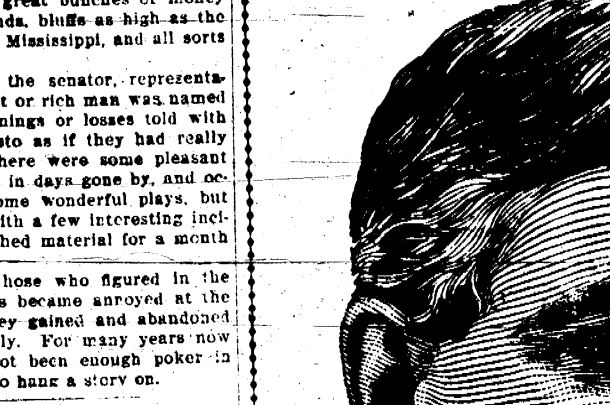 great bunches of money
nds, bluffs as high as the
Mississippi, and all sorts
the senator, representa-
t or rich man was named
nings or losses told with
sto as if they had really
here were some pleasant
in days gone by, and oc-
ome wonderful plays, but
ith a few interesting inci-
hed material for a month
hose who figured in the
s became annoyed at the
ey gained and abandoned
ly. For many years now
ot been enough poker in
o hang a story on.